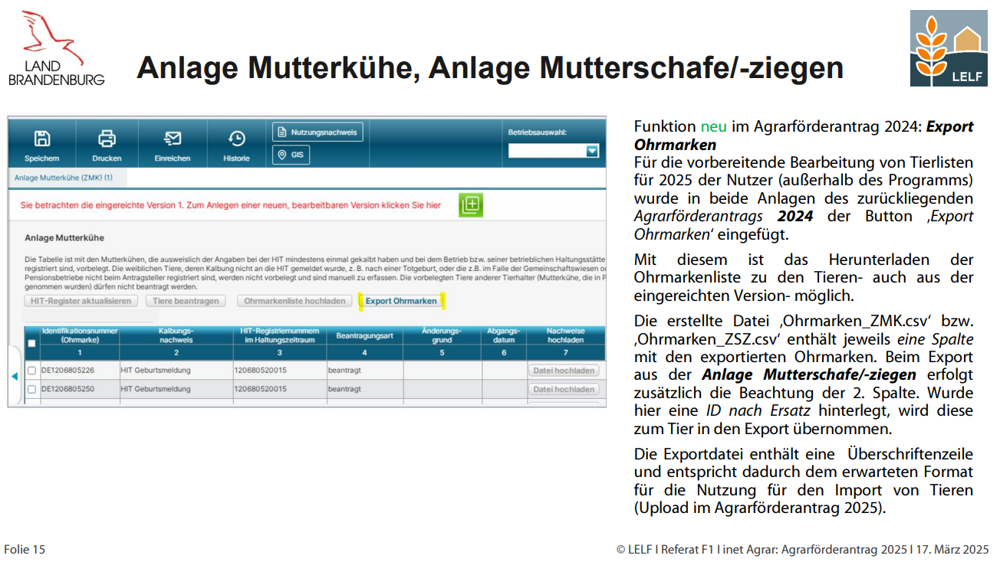 LAND
BRANDENBURG
Anlage Mutterkühe, Anlage Mutterschafe/-ziegen
LELF
Speichern
Drucken
Einreichen
Historie
Nutzungsnachweis
GIS
Betriebsauswahl:
Anlage Mutterkühe (ZMK) (1)
Sie betrachten die eingereichte Version 1. Zum Anlegen einer neuen, bearbeitbaren Version klicken Sie hier
Anlage Mutterkühe
Die Tabelle ist mit den Mutterkühen, die ausweislich der Angaben bei der HIT mindestens einmal gekalbt haben und bei dem Betrieb bzw. seiner betrieblichen Haltungsstätte
registriert sind, vorbelegt. Die weiblichen Tiere, deren Kalbung nicht an die HIT gemeldet wurde, z. B. nach einer Totgeburt, oder die z.B. im Falle der Gemeinschaftswiesen o
Pensionsbetriebe nicht beim Antragsteller registriert sind, werden nicht vorbelegt und sind manuell zu erfassen. Die vorbelegten Tiere anderer Tierhalter (Mutterkühe, die in P
genommen wurden) dürfen nicht beantragt werden.
HIT-Register aktualisieren
Tiere beantragen
Ohrmarkenliste hochladen
Export Ohrmarken
Identifikationsnummer
(Ohrmarke)
Kalbungs-
nachweis
HIT-Registriernummern
im Haltungszeitraum
Beantragungsart
Änderungs-
grund
Abgangs-
datum
Nachweise
hochladen
1 2 3 4 5 6 7
DE1206805226 HIT Geburtsmeldung 120680520015 beantragt Datei hochladen
DE1206805250 HIT Geburtsmeldung 120680520015 beantragt Datei hochladen
Funktion neu im Agrarförderantrag 2024: Export
Ohrmarken
Für die vorbereitende Bearbeitung von Tierlisten
für 2025 der Nutzer (außerhalb des Programms)
wurde in beide Anlagen des zurückliegenden
Agrarförderantrags 2024 der Button ‚Export
Ohrmarken‘ eingefügt.
Mit diesem ist das Herunterladen der
Ohrmarkenliste zu den Tieren- auch aus der
eingereichten Version- möglich.
Die erstellte Datei ‚Ohrmarken_ZMK.csv‘ bzw.
‚Ohrmarken_ZSZ.csv‘ enthält jeweils eine Spalte
mit den exportierten Ohrmarken. Beim Export
aus der Anlage Mutterschafe/-ziegen erfolgt
zusätzlich die Beachtung der 2. Spalte. Wurde
hier eine ID nach Ersatz hinterlegt, wird diese
zum Tier in den Export übernommen.
Die Exportdatei enthält eine Überschriftenzeile
und entspricht dadurch dem erwarteten Format
für die Nutzung für den Import von Tieren
(Upload im Agrarförderantrag 2025).
Folie 15
© LELF I Referat F1 I inet Agrar: Agrarförderantrag 2025 I 17. März 2025